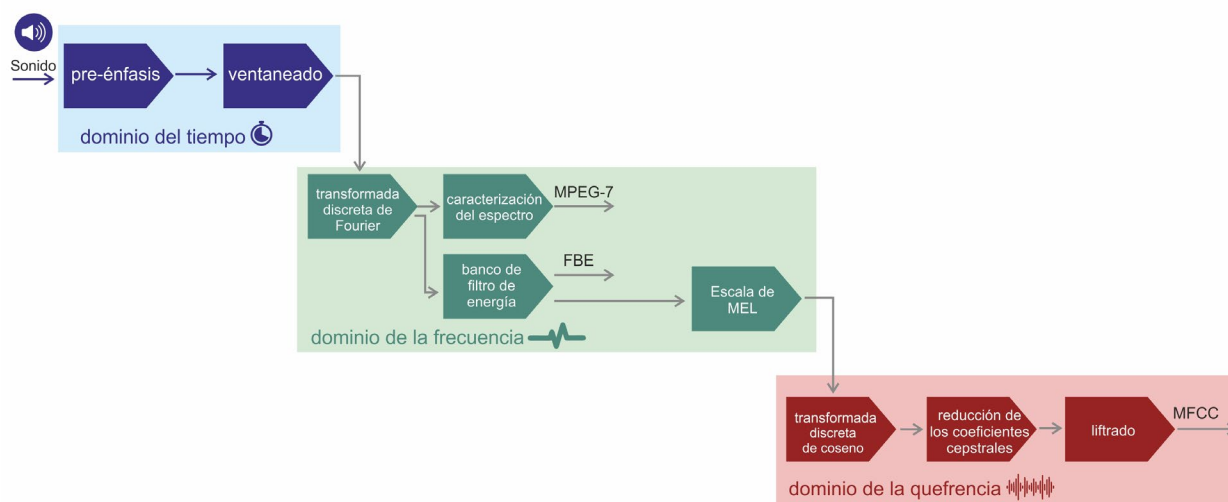 Sonido
pre-énfasis
ventaneado
dominio del tiempo
transformada
discreta de
Fourier
caracterización
del espectro
MPEG-7
banco de
filtro de
energía
FBE
Escala de
MEL
dominio de la frecuencia
transformada
discreta
de coseno
reducción de
los coeficientes
cepstrales
liftrado
MFCC
dominio de la quefrencia